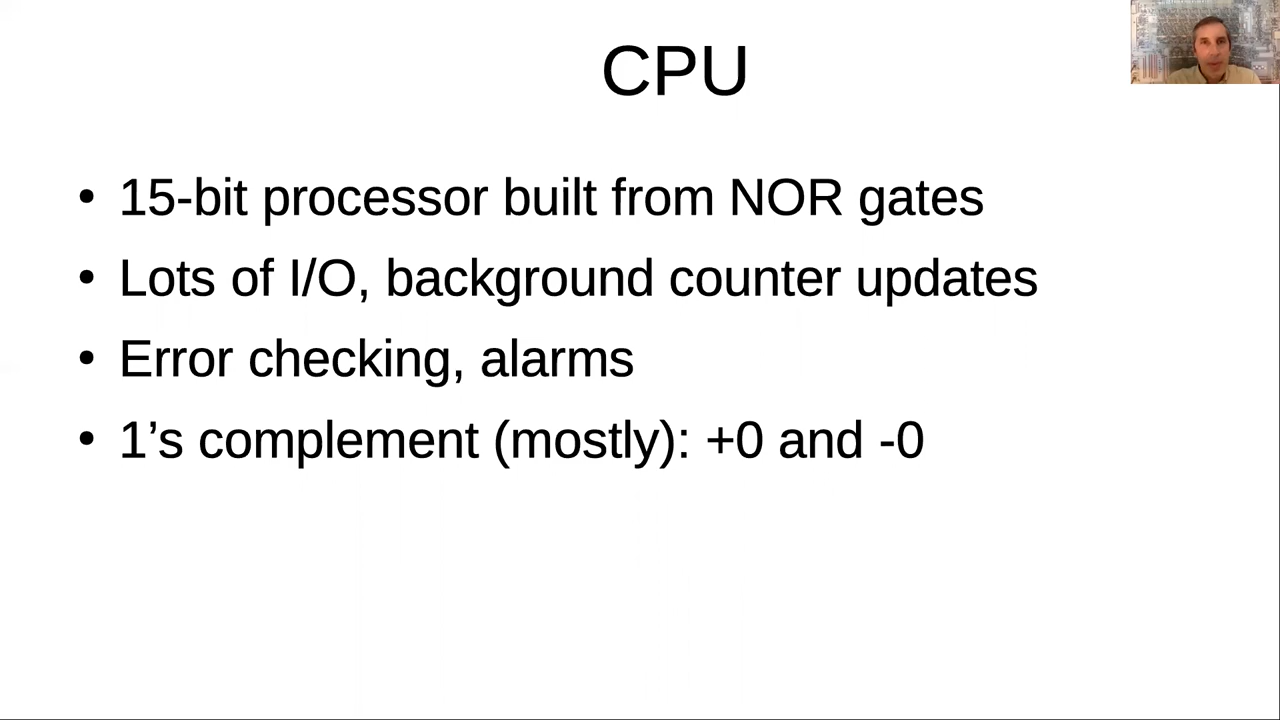 CPU
• 15-bit processor built from NOR gates
• Lots of I/O, background counter updates
• Error checking, alarms
• 1’s complement (mostly): +0 and -0